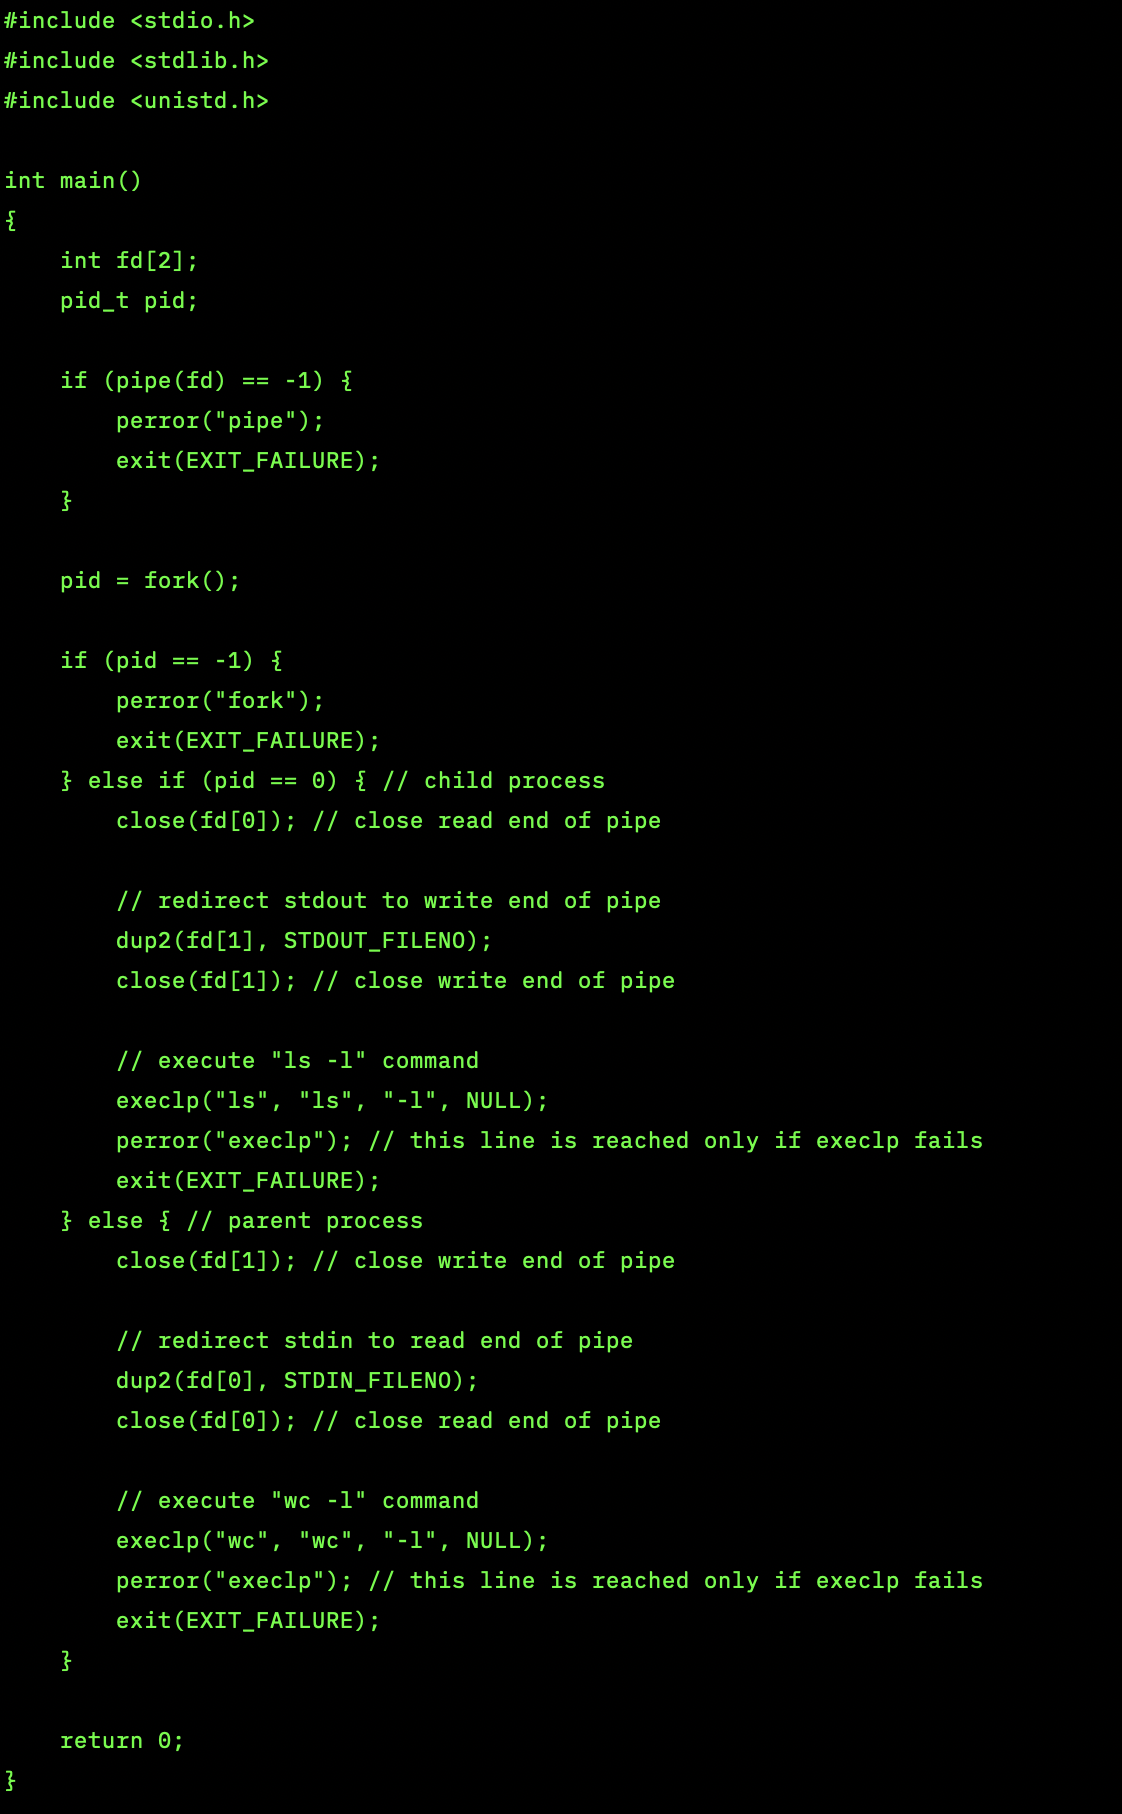 #include <stdio.h>
#include <stdlib.h>
#include <unistd.h>

int main()
{
    int fd[2];
    pid_t pid;

    if (pipe(fd) == -1) {
        perror("pipe");
        exit(EXIT_FAILURE);
    }

    pid = fork();

    if (pid == -1) {
        perror("fork");
        exit(EXIT_FAILURE);
    } else if (pid == 0) { // child process
        close(fd[0]); // close read end of pipe

        // redirect stdout to write end of pipe
        dup2(fd[1], STDOUT_FILENO);
        close(fd[1]); // close write end of pipe

        // execute "ls -l" command
        execlp("ls", "ls", "-l", NULL);
        perror("execlp"); // this line is reached only if execlp fails
        exit(EXIT_FAILURE);
    } else { // parent process
        close(fd[1]); // close write end of pipe

        // redirect stdin to read end of pipe
        dup2(fd[0], STDIN_FILENO);
        close(fd[0]); // close read end of pipe

        // execute "wc -l" command
        execlp("wc", "wc", "-l", NULL);
        perror("execlp"); // this line is reached only if execlp fails
        exit(EXIT_FAILURE);
    }

    return 0;
}